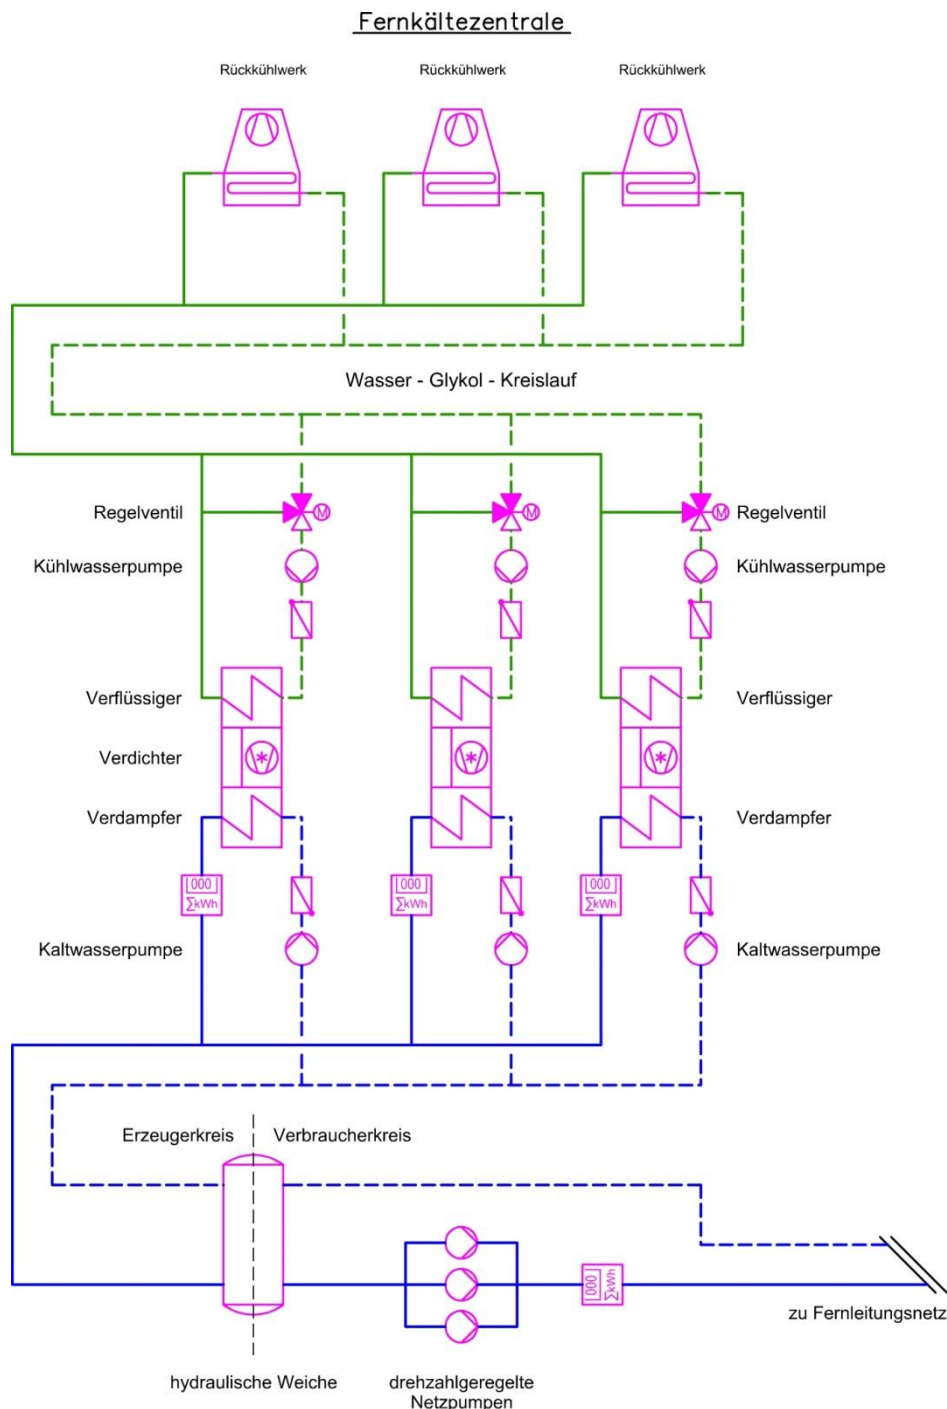 Fernkältezentrale
Rückkühlwerk
Rückkühlwerk
Rückkühlwerk
Wasser - Glykol - Kreislauf
Regelventil
M
M
M
Regelventil
Kühlwasserpumpe
Kühlwasserpumpe
Verflüssiger
Verflüssiger
Verdichter
Verdampfer
Verdampfer
000
∑kWh
000
∑kWh
000
∑kWh
Kaltwasserpumpe
Kaltwasserpumpe
Erzeugerkreis
Verbraucherkreis
000
∑kWh
zu Fernleitungsnetz
hydraulische Weiche
drehzahlgeregelte
Netzpumpen